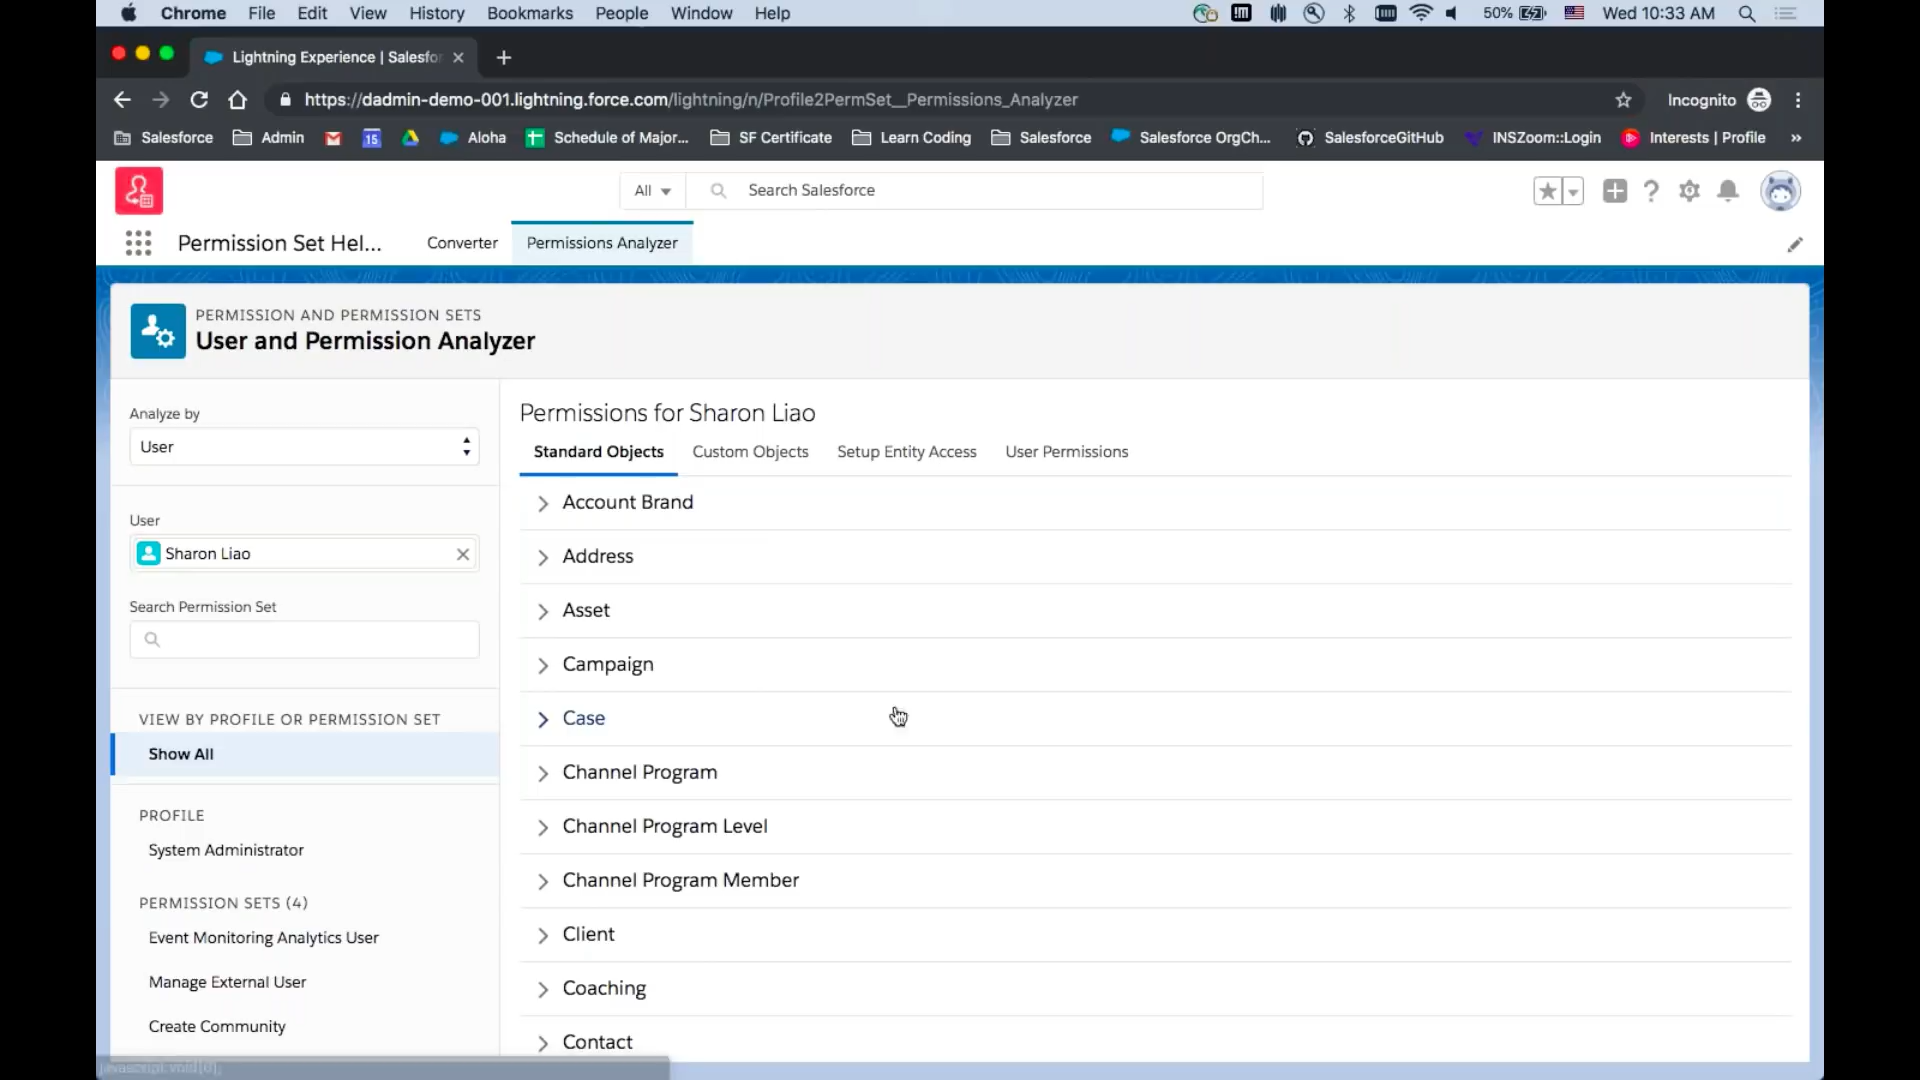 Chrome File Edit View History Bookmarks People Window Help 50% Wed 10:33 AM
Lightning Experience | Salesfo
https://dadmin-demo-001.lightning.force.com/lightning/n/Profile2PermSet__Permissions_Analyzer Incognito
Salesforce Admin 15 Aloha Schedule of Major... SF Certificate Learn Coding Salesforce Salesforce OrgCh... SalesforceGitHub INSZoom::Login Interests | Profile »
All Search Salesforce
Permission Set Hel... Converter Permissions Analyzer
PERMISSION AND PERMISSION SETS
User and Permission Analyzer
Analyze by
User
User
Sharon Liao
Search Permission Set
VIEW BY PROFILE OR PERMISSION SET
Show All
PROFILE
System Administrator
PERMISSION SETS (4)
Event Monitoring Analytics User
Manage External User
Create Community
Permissions for Sharon Liao
Standard Objects Custom Objects Setup Entity Access User Permissions
Account Brand
Address
Asset
Campaign
Case
Channel Program
Channel Program Level
Channel Program Member
Client
Coaching
Contact
javascript:void(0);